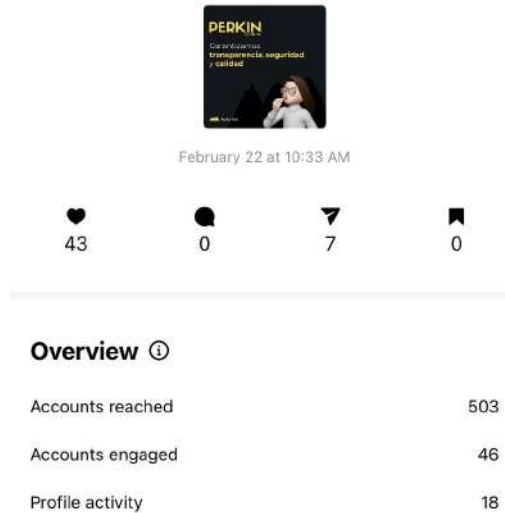 PERKIN
Garantizamos
transparencia, seguridad
y calidad
February 22 at 10:33 AM
43
0
7
0
Overview
Accounts reached
503
Accounts engaged
46
Profile activity
18